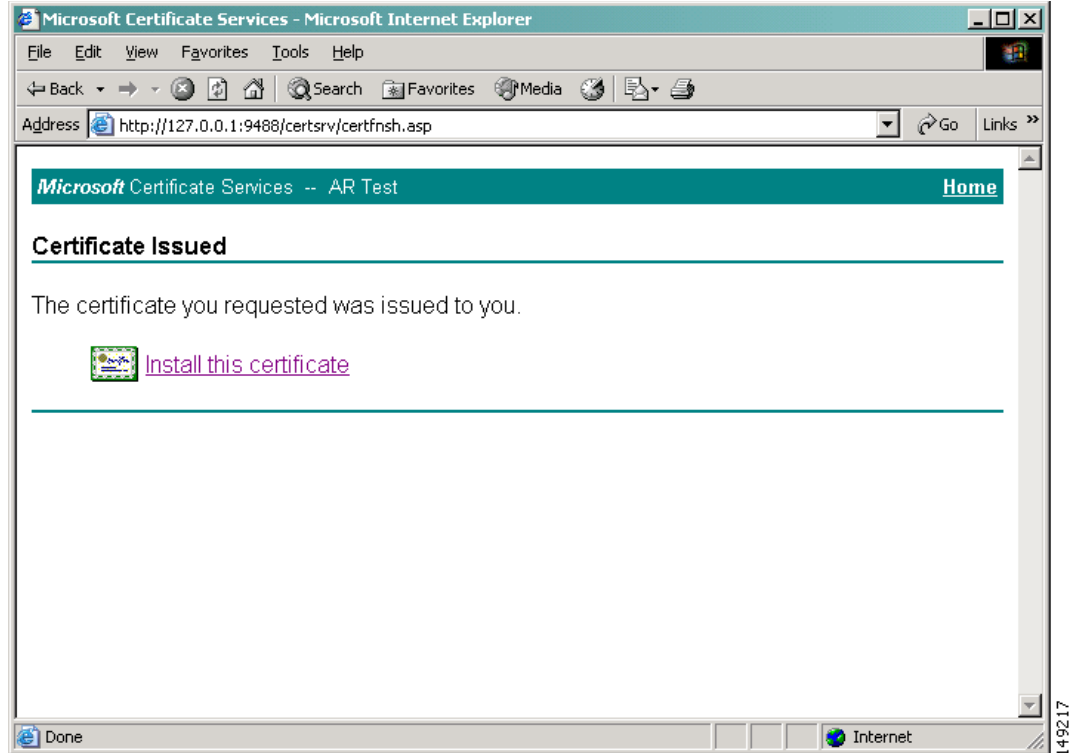 Microsoft Certificate Services - Microsoft Internet Explorer
File Edit View Favorites Tools Help
Back Search Favorites Media
Address http://127.0.0.1:9488/certsrv/certfnsh.asp Go Links »
Microsoft Certificate Services -- AR Test Home
Certificate Issued
The certificate you requested was issued to you.
Install this certificate
Done Internet
149217